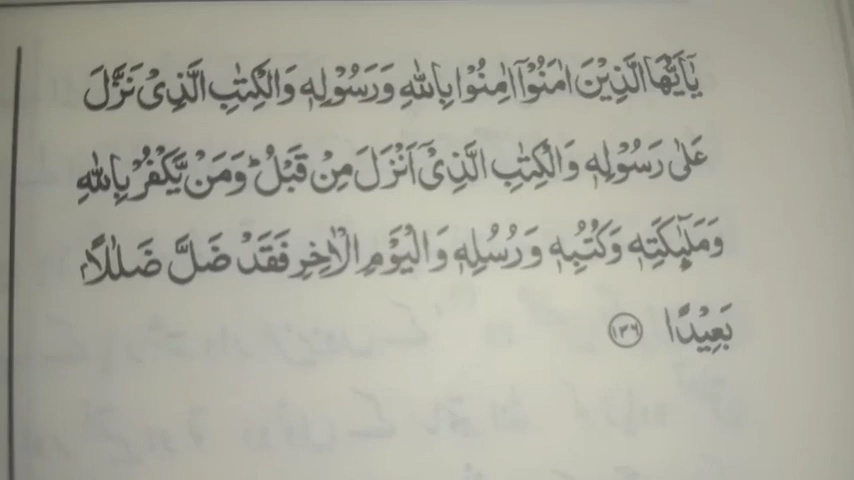 يٰۤاَيُّهَا الَّذِيْنَ اٰمَنُوْۤا اٰمِنُوْا بِاللّٰهِ وَرَسُوْلِهٖ وَالْكِتٰبِ الَّذِيْ نَزَّلَ
عَلٰى رَسُوْلِهٖ وَالْكِتٰبِ الَّذِيْۤ اَنْزَلَ مِنْ قَبْلُ ؕ وَمَنْ يَّكْفُرْ بِاللّٰهِ
وَمَلٰٓئِكَتِهٖ وَكُتُبِهٖ وَرُسُلِهٖ وَالْيَوْمِ الْاٰخِرِ فَقَدْ ضَلَّ ضَلٰلًاۢ
بَعِيْدًا ۝١٣٦